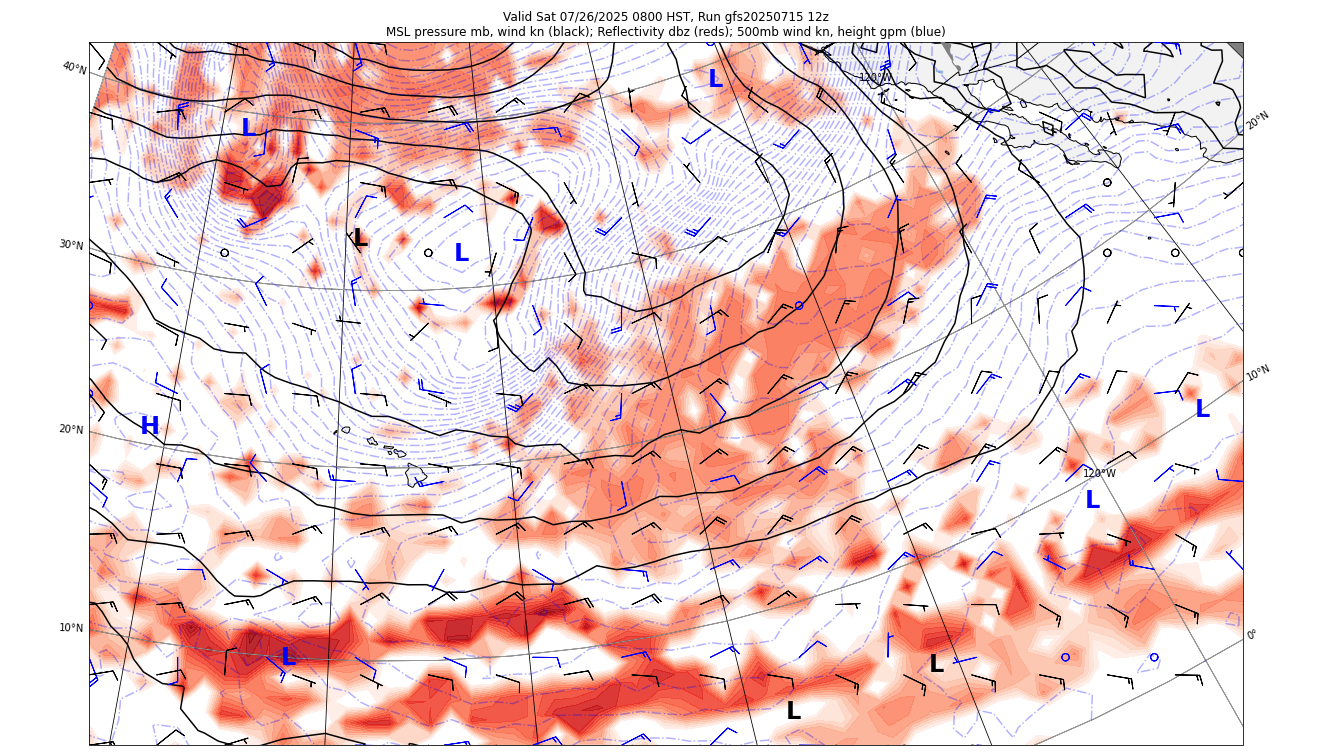 Valid Sat 07/26/2025 0800 HST, Run gfs20250715 12z
MSL pressure mb, wind kn (black); Reflectivity dbz (reds); 500mb wind kn, height gpm (blue)
40°N
120°W
L
20°N
L
L
L
30°N
10°N
L
H
20°N
120°W
L
10°N
0°
L
L
L